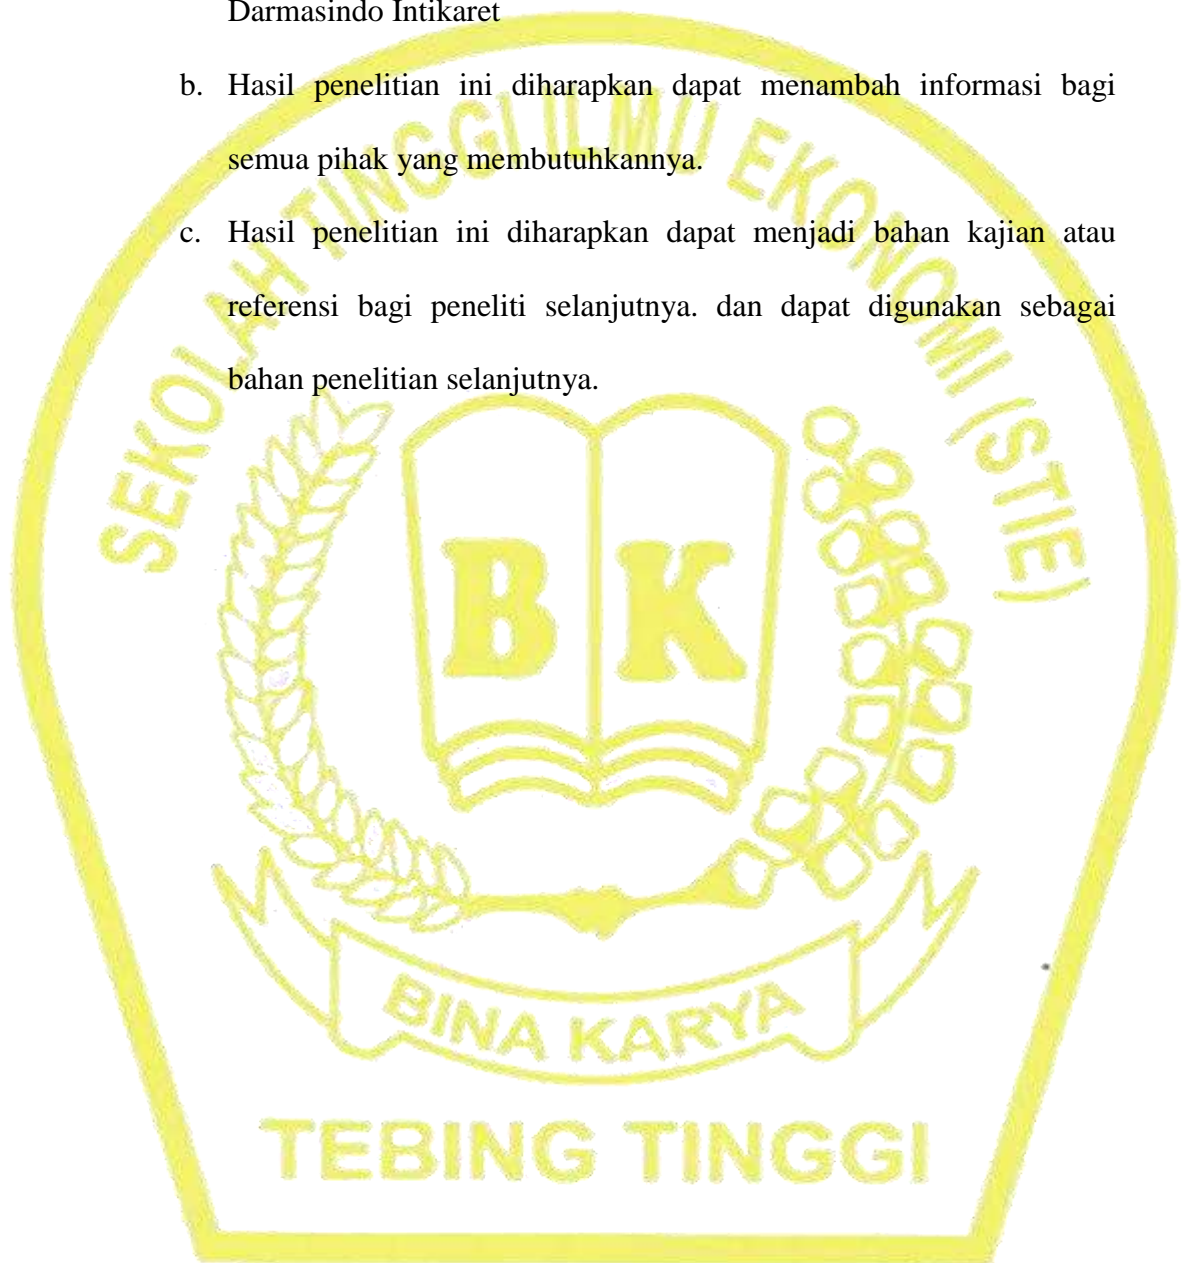 Darmasindo Intikaret
b. Hasil penelitian ini diharapkan dapat menambah informasi bagi
semua pihak yang membutuhkannya.
c. Hasil penelitian ini diharapkan dapat menjadi bahan kajian atau
referensi bagi peneliti selanjutnya. dan dapat digunakan sebagai
bahan penelitian selanjutnya.
SEKOLAH TINGGI ILMU EKONOMI (STIE)
B K
BINA KARYA
TEBING TINGGI